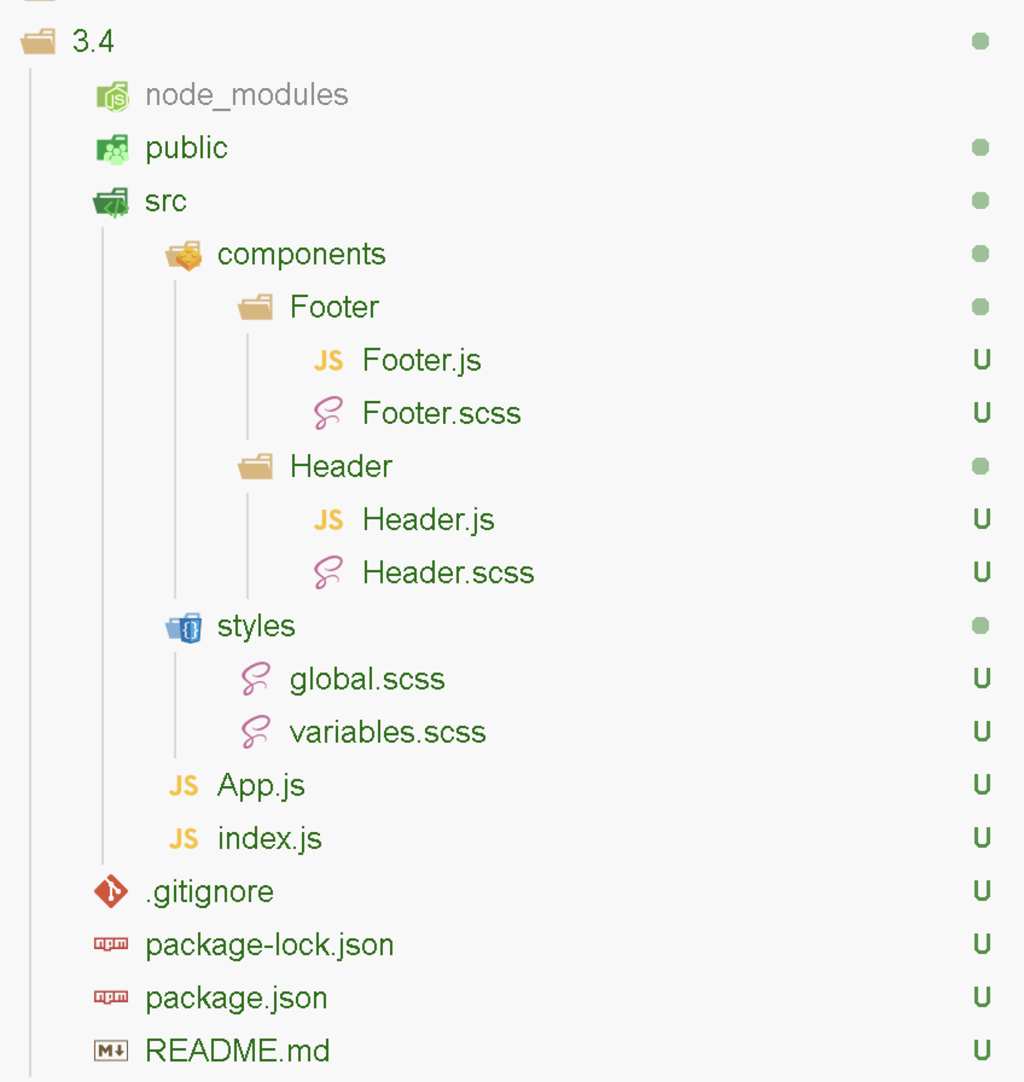 3.4
node_modules
public
src
components
Footer
JS Footer.js U
Footer.scss U
Header
JS Header.js U
Header.scss U
styles
global.scss U
variables.scss U
JS App.js U
JS index.js U
.gitignore U
npm package-lock.json U
npm package.json U
M README.md U